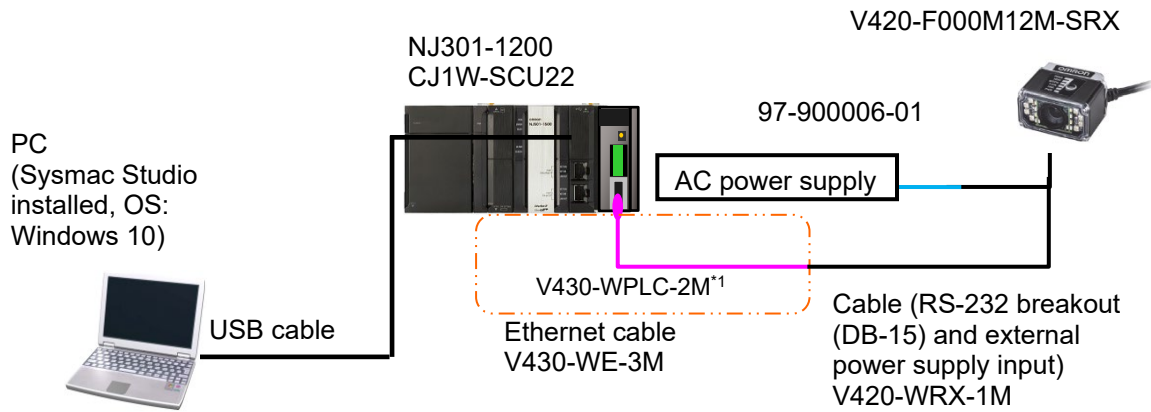 V420-F000M12M-SRX
NJ301-1200
CJ1W-SCU22
97-900006-01
PC
(Sysmac Studio
installed, OS:
Windows 10)
AC power supply
V430-WPLC-2M*1
USB cable
Ethernet cable
V430-WE-3M
Cable (RS-232 breakout
(DB-15) and external
power supply input)
V420-WRX-1M
OMRON